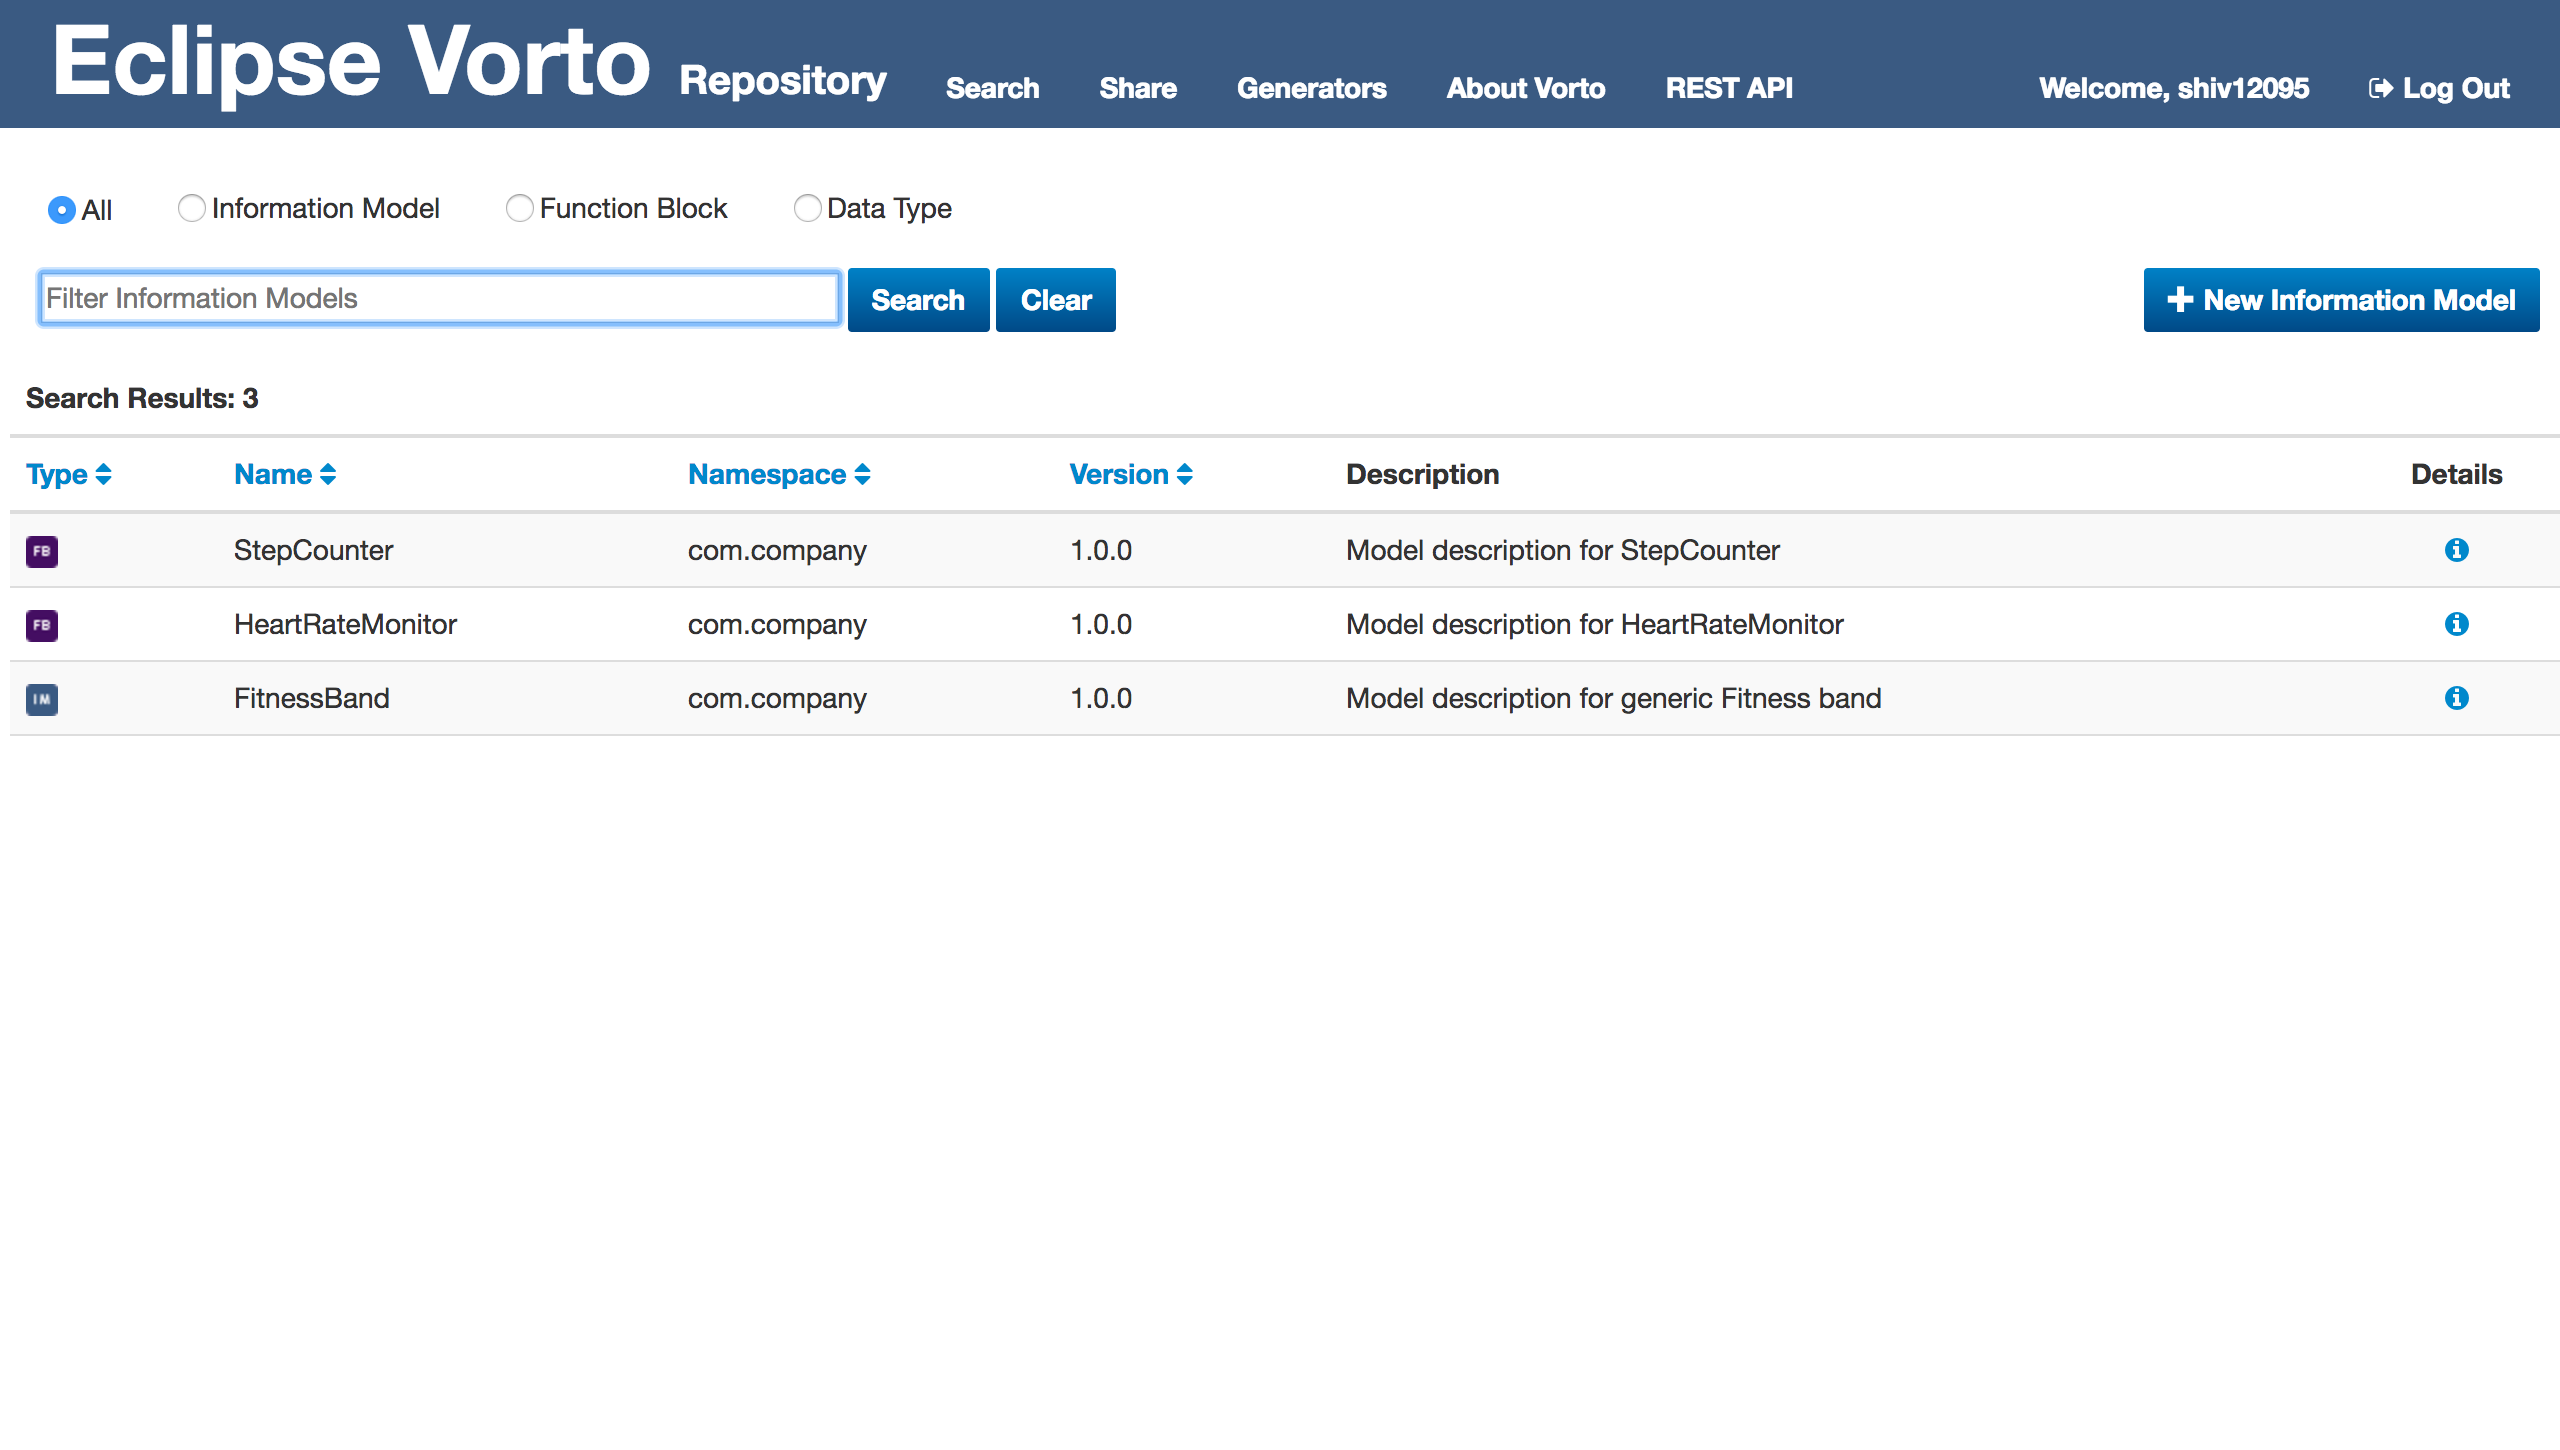 Eclipse Vorto Repository Search Share Generators About Vorto REST API Welcome, shiv12095 Log Out
All Information Model Function Block Data Type
Filter Information Models Search Clear New Information Model
Search Results: 3
Type Name Namespace Version Description Details
FB StepCounter com.company 1.0.0 Model description for StepCounter
FB HeartRateMonitor com.company 1.0.0 Model description for HeartRateMonitor
IM FitnessBand com.company 1.0.0 Model description for generic Fitness band